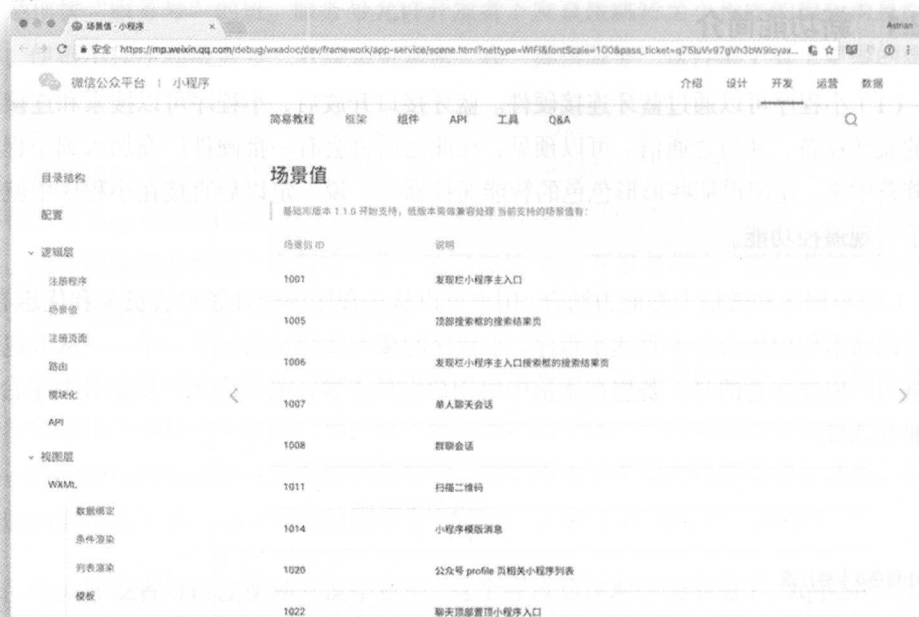 场景值 · 小程序
Astrian
安全 https://mp.weixin.qq.com/debug/wxadoc/dev/framework/app-service/scene.html?nettype=WIFI&fontScale=100&pass_ticket=
微信公众平台 | 小程序
介绍 设计 开发 运营 数据
简易教程 框架 组件 API 工具 Q&A
目录结构
配置
逻辑层
注册程序
场景值
注册页面
路由
模块化
API
视图层
WXML
数据绑定
条件渲染
列表渲染
模板
场景值
基础库版本 1.1.0 开始支持，低版本需做兼容处理 当前支持的场景值有：
场景值 ID 说明
1001 发现栏小程序主入口
1005 顶部搜索框的搜索结果页
1006 发现栏小程序主入口搜索框的搜索结果页
1007 单人聊天会话
1008 群聊会话
1011 扫描二维码
1014 小程序模版消息
1020 公众号 profile 页相关小程序列表
1022 聊天顶部置顶小程序入口